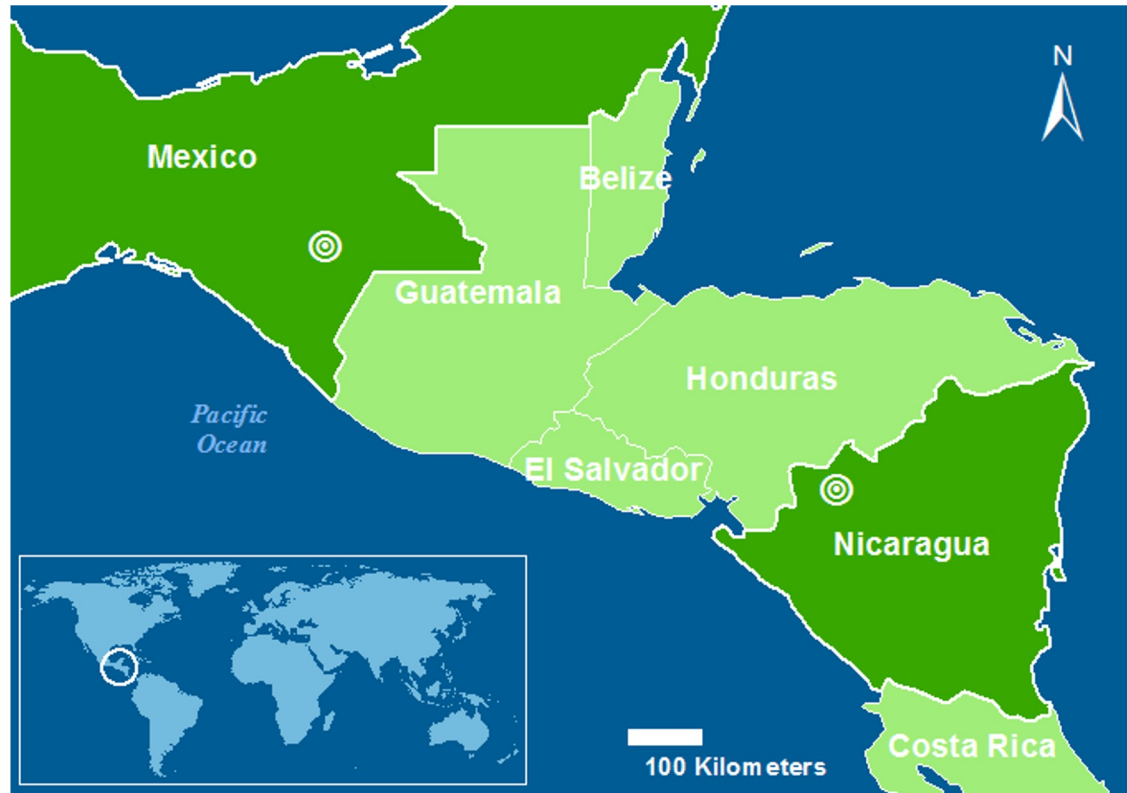 N
Mexico
Belize
Guatemala
Honduras
Pacific
Ocean
El Salvador
Nicaragua
Costa Rica
100 Kilometers